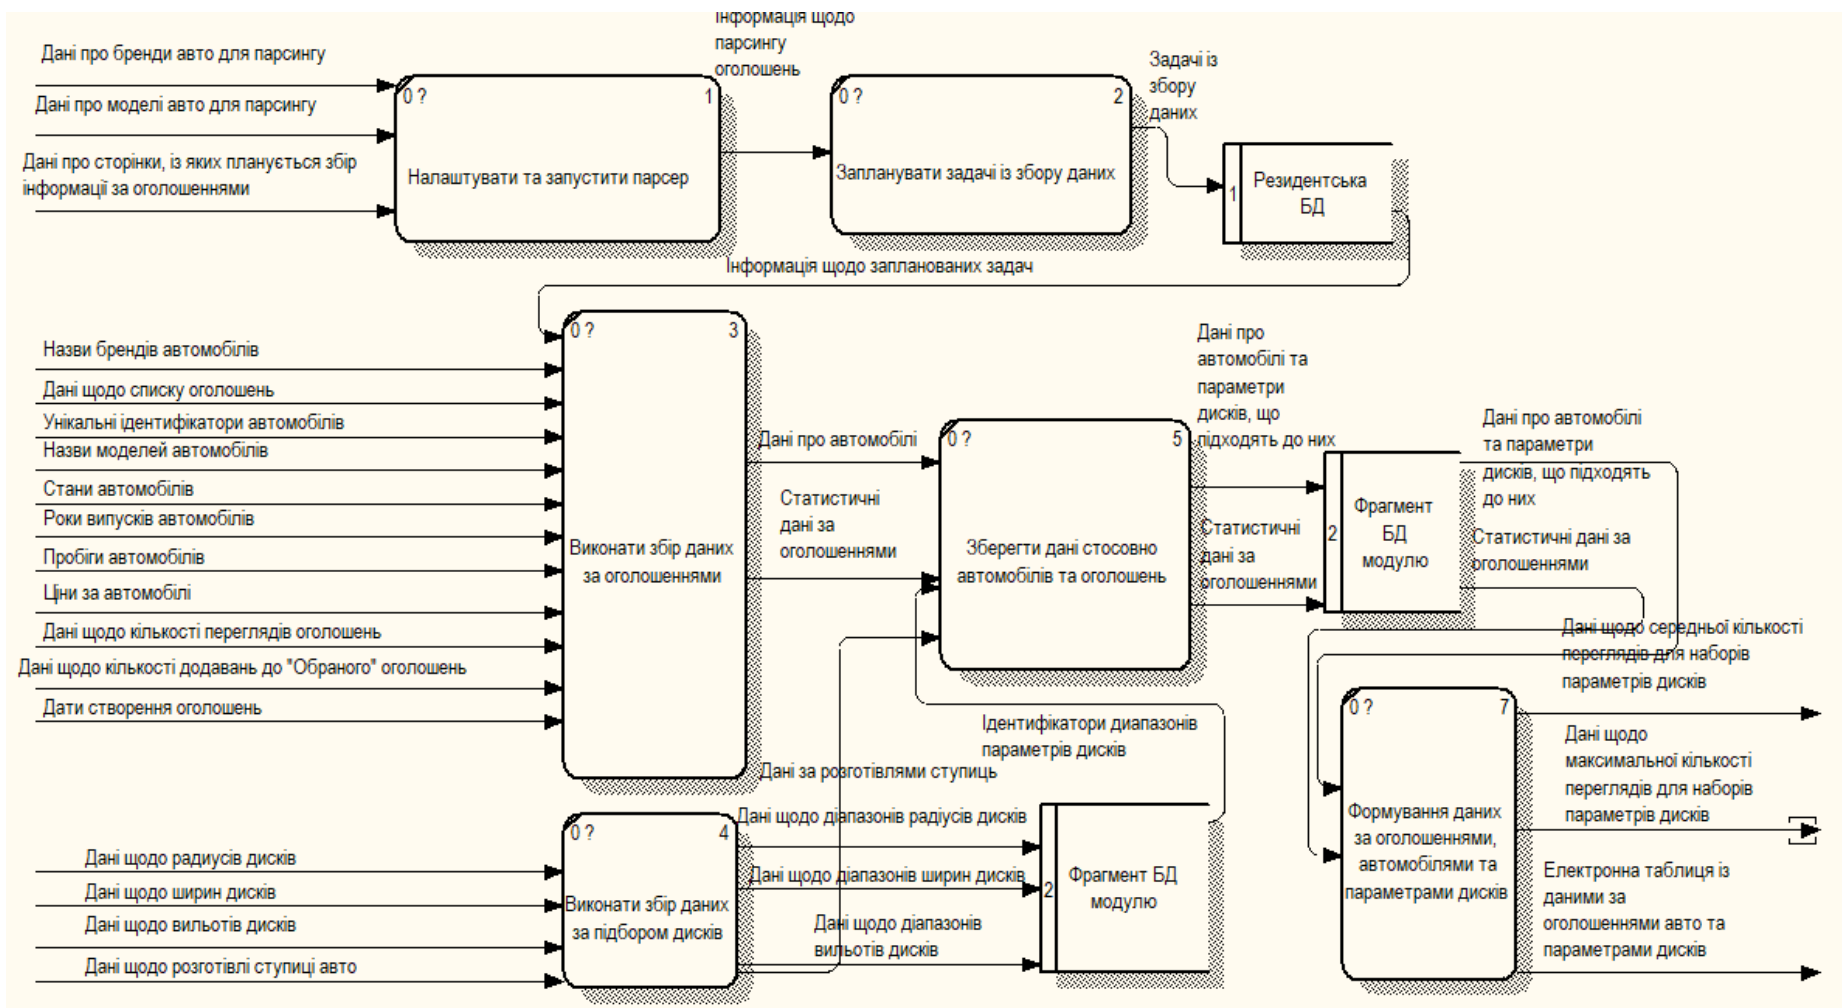 Інформація щодо
парсингу
оголошень
Дані про бренди авто для парсингу
Дані про моделі авто для парсингу
Дані про сторінки, із яких планується збір
інформації за оголошеннями
0 ?
1
Налаштувати та запустити парсер
0 ?
2
Запланувати задачі із збору даних
Задачі із
збору
даних
1
Резидентська
БД
Інформація щодо запланованих задач
0 ?
3
Виконати збір даних
за оголошеннями
Назви брендів автомобілів
Дані щодо списку оголошень
Унікальні ідентифікатори автомобілів
Назви моделей автомобілів
Стани автомобілів
Роки випусків автомобілів
Пробіги автомобілів
Ціни за автомобілі
Дані щодо кількості переглядів оголошень
Дані щодо кількості додавань до "Обраного" оголошень
Дати створення оголошень
Дані про автомобілі
Статистичні
дані за
оголошеннями
0 ?
5
Зберегти дані стосовно
автомобілів та оголошень
Дані про
автомобілі та
параметри
дисків, що
підходять до них
Статистичні
дані за
оголошеннями
2
Фрагмент
БД
модулю
Дані про автомобілі
та параметри
дисків, що підходять
до них
Статистичні дані за
оголошеннями
Ідентифікатори диапазонів
параметрів дисків
Дані за розготівлями ступиць
0 ?
4
Виконати збір даних
за підбором дисків
Дані щодо радиусів дисків
Дані щодо ширин дисків
Дані щодо вильотів дисків
Дані щодо розготівлі ступиці авто
Дані щодо діапазонів радіусів дисків
Дані щодо діапазонів ширин дисків
Дані щодо діапазонів
вильотів дисків
2
Фрагмент БД
модулю
0 ?
7
Формування даних
за оголошеннями,
автомобілями та
параметрами дисків
Дані щодо середньої кількості
переглядів для наборів
параметрів дисків
Дані щодо
максимальної кількості
переглядів для наборів
параметрів дисків
Електронна таблиця із
даними за
оголошеннями авто та
параметрами дисків